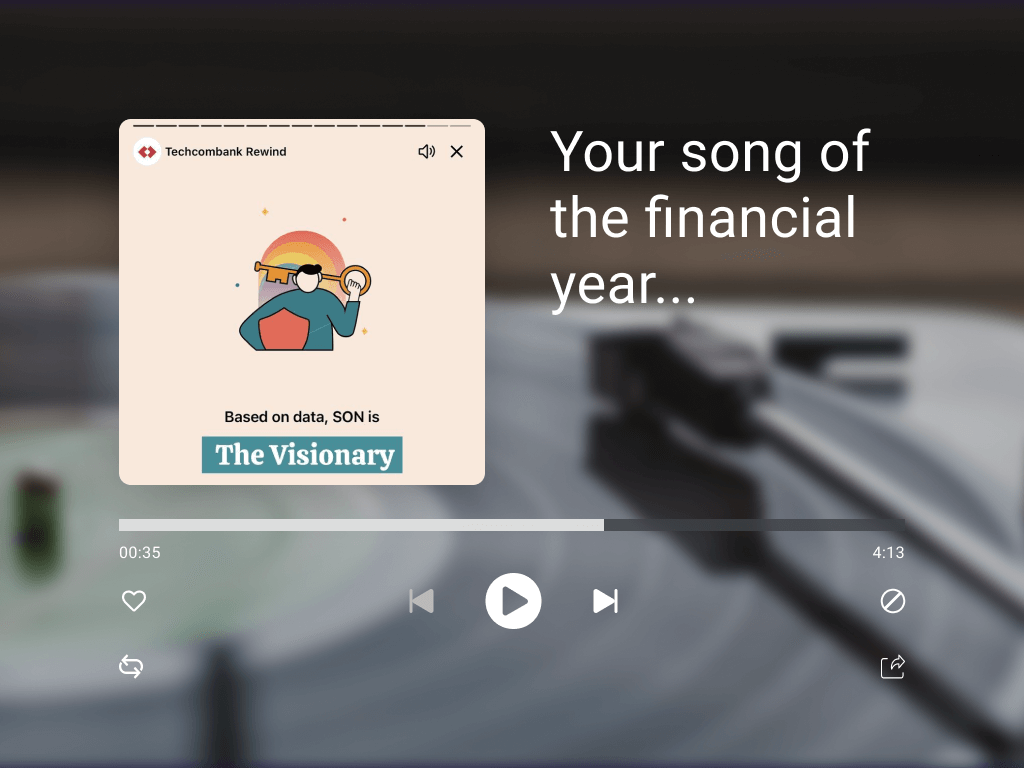 Techcombank Rewind
Your song of
the financial
year...
Based on data, SON is
The Visionary
00:35
4:13